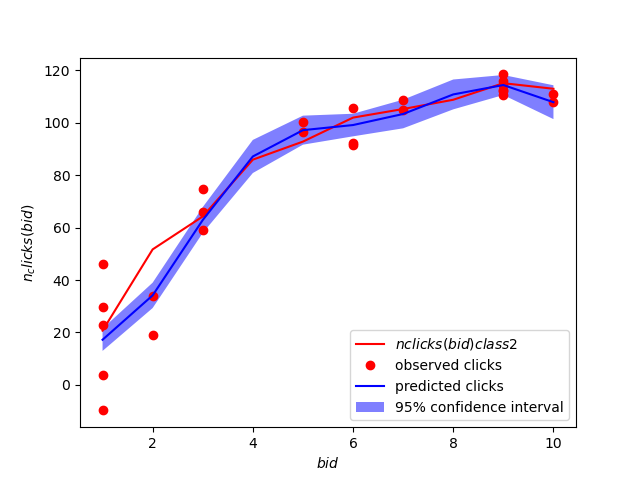 120
100
80
60
40
20
0
n_clicks(bid)
2
4
6
8
10
bid
nclicks(bid)class2
observed clicks
predicted clicks
95% confidence interval